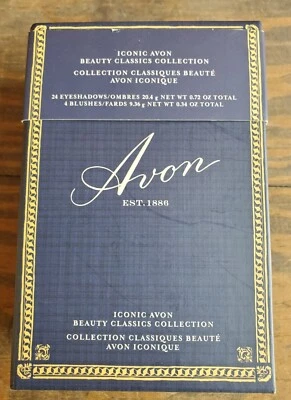 ICONIC AVON
BEAUTY CLASSICS COLLECTION
COLLECTION CLASSIQUES BEAUTÉ
AVON ICONIQUE
24 EYESHADOWS/OMBRES 20.4 g NET WT 0.72 OZ TOTAL
4 BLUSHES/FARDS 9.36 g NET WT 0.34 OZ TOTAL
Avon
EST. 1886
ICONIC AVON
BEAUTY CLASSICS COLLECTION
COLLECTION CLASSIQUES BEAUTÉ
AVON ICONIQUE